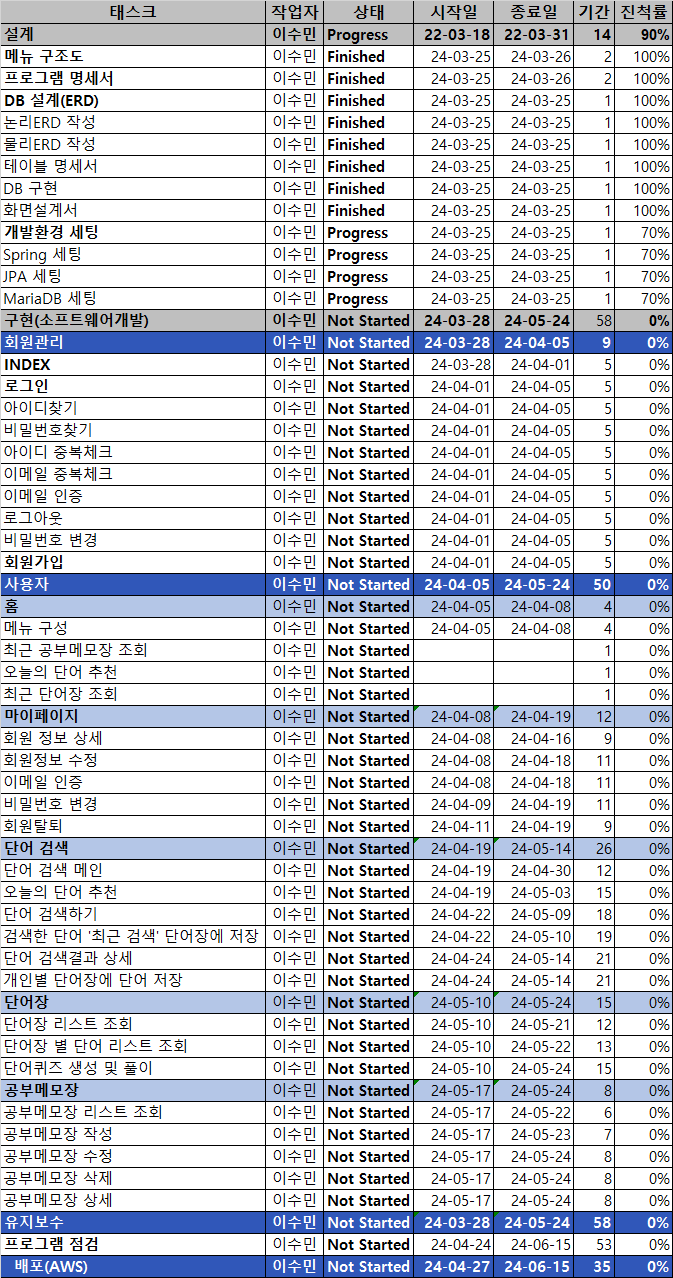 태스크 작업자 상태 시작일 종료일 기간 진척률
설계 이수민 Progress 22-03-18 22-03-31 14 90%
메뉴 구조도 이수민 Finished 24-03-25 24-03-26 2 100%
프로그램 명세서 이수민 Finished 24-03-25 24-03-26 2 100%
DB 설계(ERD) 이수민 Finished 24-03-25 24-03-25 1 100%
논리ERD 작성 이수민 Finished 24-03-25 24-03-25 1 100%
물리ERD 작성 이수민 Finished 24-03-25 24-03-25 1 100%
테이블 명세서 이수민 Finished 24-03-25 24-03-25 1 100%
DB 구현 이수민 Finished 24-03-25 24-03-25 1 100%
화면설계서 이수민 Finished 24-03-25 24-03-25 1 100%
개발환경 세팅 이수민 Progress 24-03-25 24-03-25 1 70%
Spring 세팅 이수민 Progress 24-03-25 24-03-25 1 70%
JPA 세팅 이수민 Progress 24-03-25 24-03-25 1 70%
MariaDB 세팅 이수민 Progress 24-03-25 24-03-25 1 70%
구현(소프트웨어개발) 이수민 Not Started 24-03-28 24-05-24 58 0%
회원관리 이수민 Not Started 24-03-28 24-04-05 9 0%
INDEX 이수민 Not Started 24-03-28 24-04-01 5 0%
로그인 이수민 Not Started 24-04-01 24-04-05 5 0%
아이디찾기 이수민 Not Started 24-04-01 24-04-05 5 0%
비밀번호찾기 이수민 Not Started 24-04-01 24-04-05 5 0%
아이디 중복체크 이수민 Not Started 24-04-01 24-04-05 5 0%
이메일 중복체크 이수민 Not Started 24-04-01 24-04-05 5 0%
이메일 인증 이수민 Not Started 24-04-01 24-04-05 5 0%
로그아웃 이수민 Not Started 24-04-01 24-04-05 5 0%
비밀번호 변경 이수민 Not Started 24-04-01 24-04-05 5 0%
회원가입 이수민 Not Started 24-04-01 24-04-05 5 0%
사용자 이수민 Not Started 24-04-05 24-05-24 50 0%
홈 이수민 Not Started 24-04-05 24-04-08 4 0%
메뉴 구성 이수민 Not Started 24-04-05 24-04-08 4 0%
최근 공부메모장 조회 이수민 Not Started 1 0%
오늘의 단어 추천 이수민 Not Started 1 0%
최근 단어장 조회 이수민 Not Started 1 0%
마이페이지 이수민 Not Started 24-04-08 24-04-19 12 0%
회원 정보 상세 이수민 Not Started 24-04-08 24-04-16 9 0%
회원정보 수정 이수민 Not Started 24-04-08 24-04-18 11 0%
이메일 인증 이수민 Not Started 24-04-08 24-04-18 11 0%
비밀번호 변경 이수민 Not Started 24-04-09 24-04-19 11 0%
회원탈퇴 이수민 Not Started 24-04-11 24-04-19 9 0%
단어 검색 이수민 Not Started 24-04-19 24-05-14 26 0%
단어 검색 메인 이수민 Not Started 24-04-19 24-04-30 12 0%
오늘의 단어 추천 이수민 Not Started 24-04-19 24-05-03 15 0%
단어 검색하기 이수민 Not Started 24-04-22 24-05-09 18 0%
검색한 단어 '최근 검색' 단어장에 저장 이수민 Not Started 24-04-22 24-05-10 19 0%
단어 검색결과 상세 이수민 Not Started 24-04-24 24-05-14 21 0%
개인별 단어장에 단어 저장 이수민 Not Started 24-04-24 24-05-14 21 0%
단어장 이수민 Not Started 24-05-10 24-05-24 15 0%
단어장 리스트 조회 이수민 Not Started 24-05-10 24-05-21 12 0%
단어장 별 단어 리스트 조회 이수민 Not Started 24-05-10 24-05-22 13 0%
단어퀴즈 생성 및 풀이 이수민 Not Started 24-05-10 24-05-24 15 0%
공부메모장 이수민 Not Started 24-05-17 24-05-24 8 0%
공부메모장 리스트 조회 이수민 Not Started 24-05-17 24-05-22 6 0%
공부메모장 작성 이수민 Not Started 24-05-17 24-05-23 7 0%
공부메모장 수정 이수민 Not Started 24-05-17 24-05-24 8 0%
공부메모장 삭제 이수민 Not Started 24-05-17 24-05-24 8 0%
공부메모장 상세 이수민 Not Started 24-05-17 24-05-24 8 0%
유지보수 이수민 Not Started 24-03-28 24-05-24 58 0%
프로그램 점검 이수민 Not Started 24-04-24 24-06-15 53 0%
배포(AWS) 이수민 Not Started 24-04-27 24-06-15 35 0%